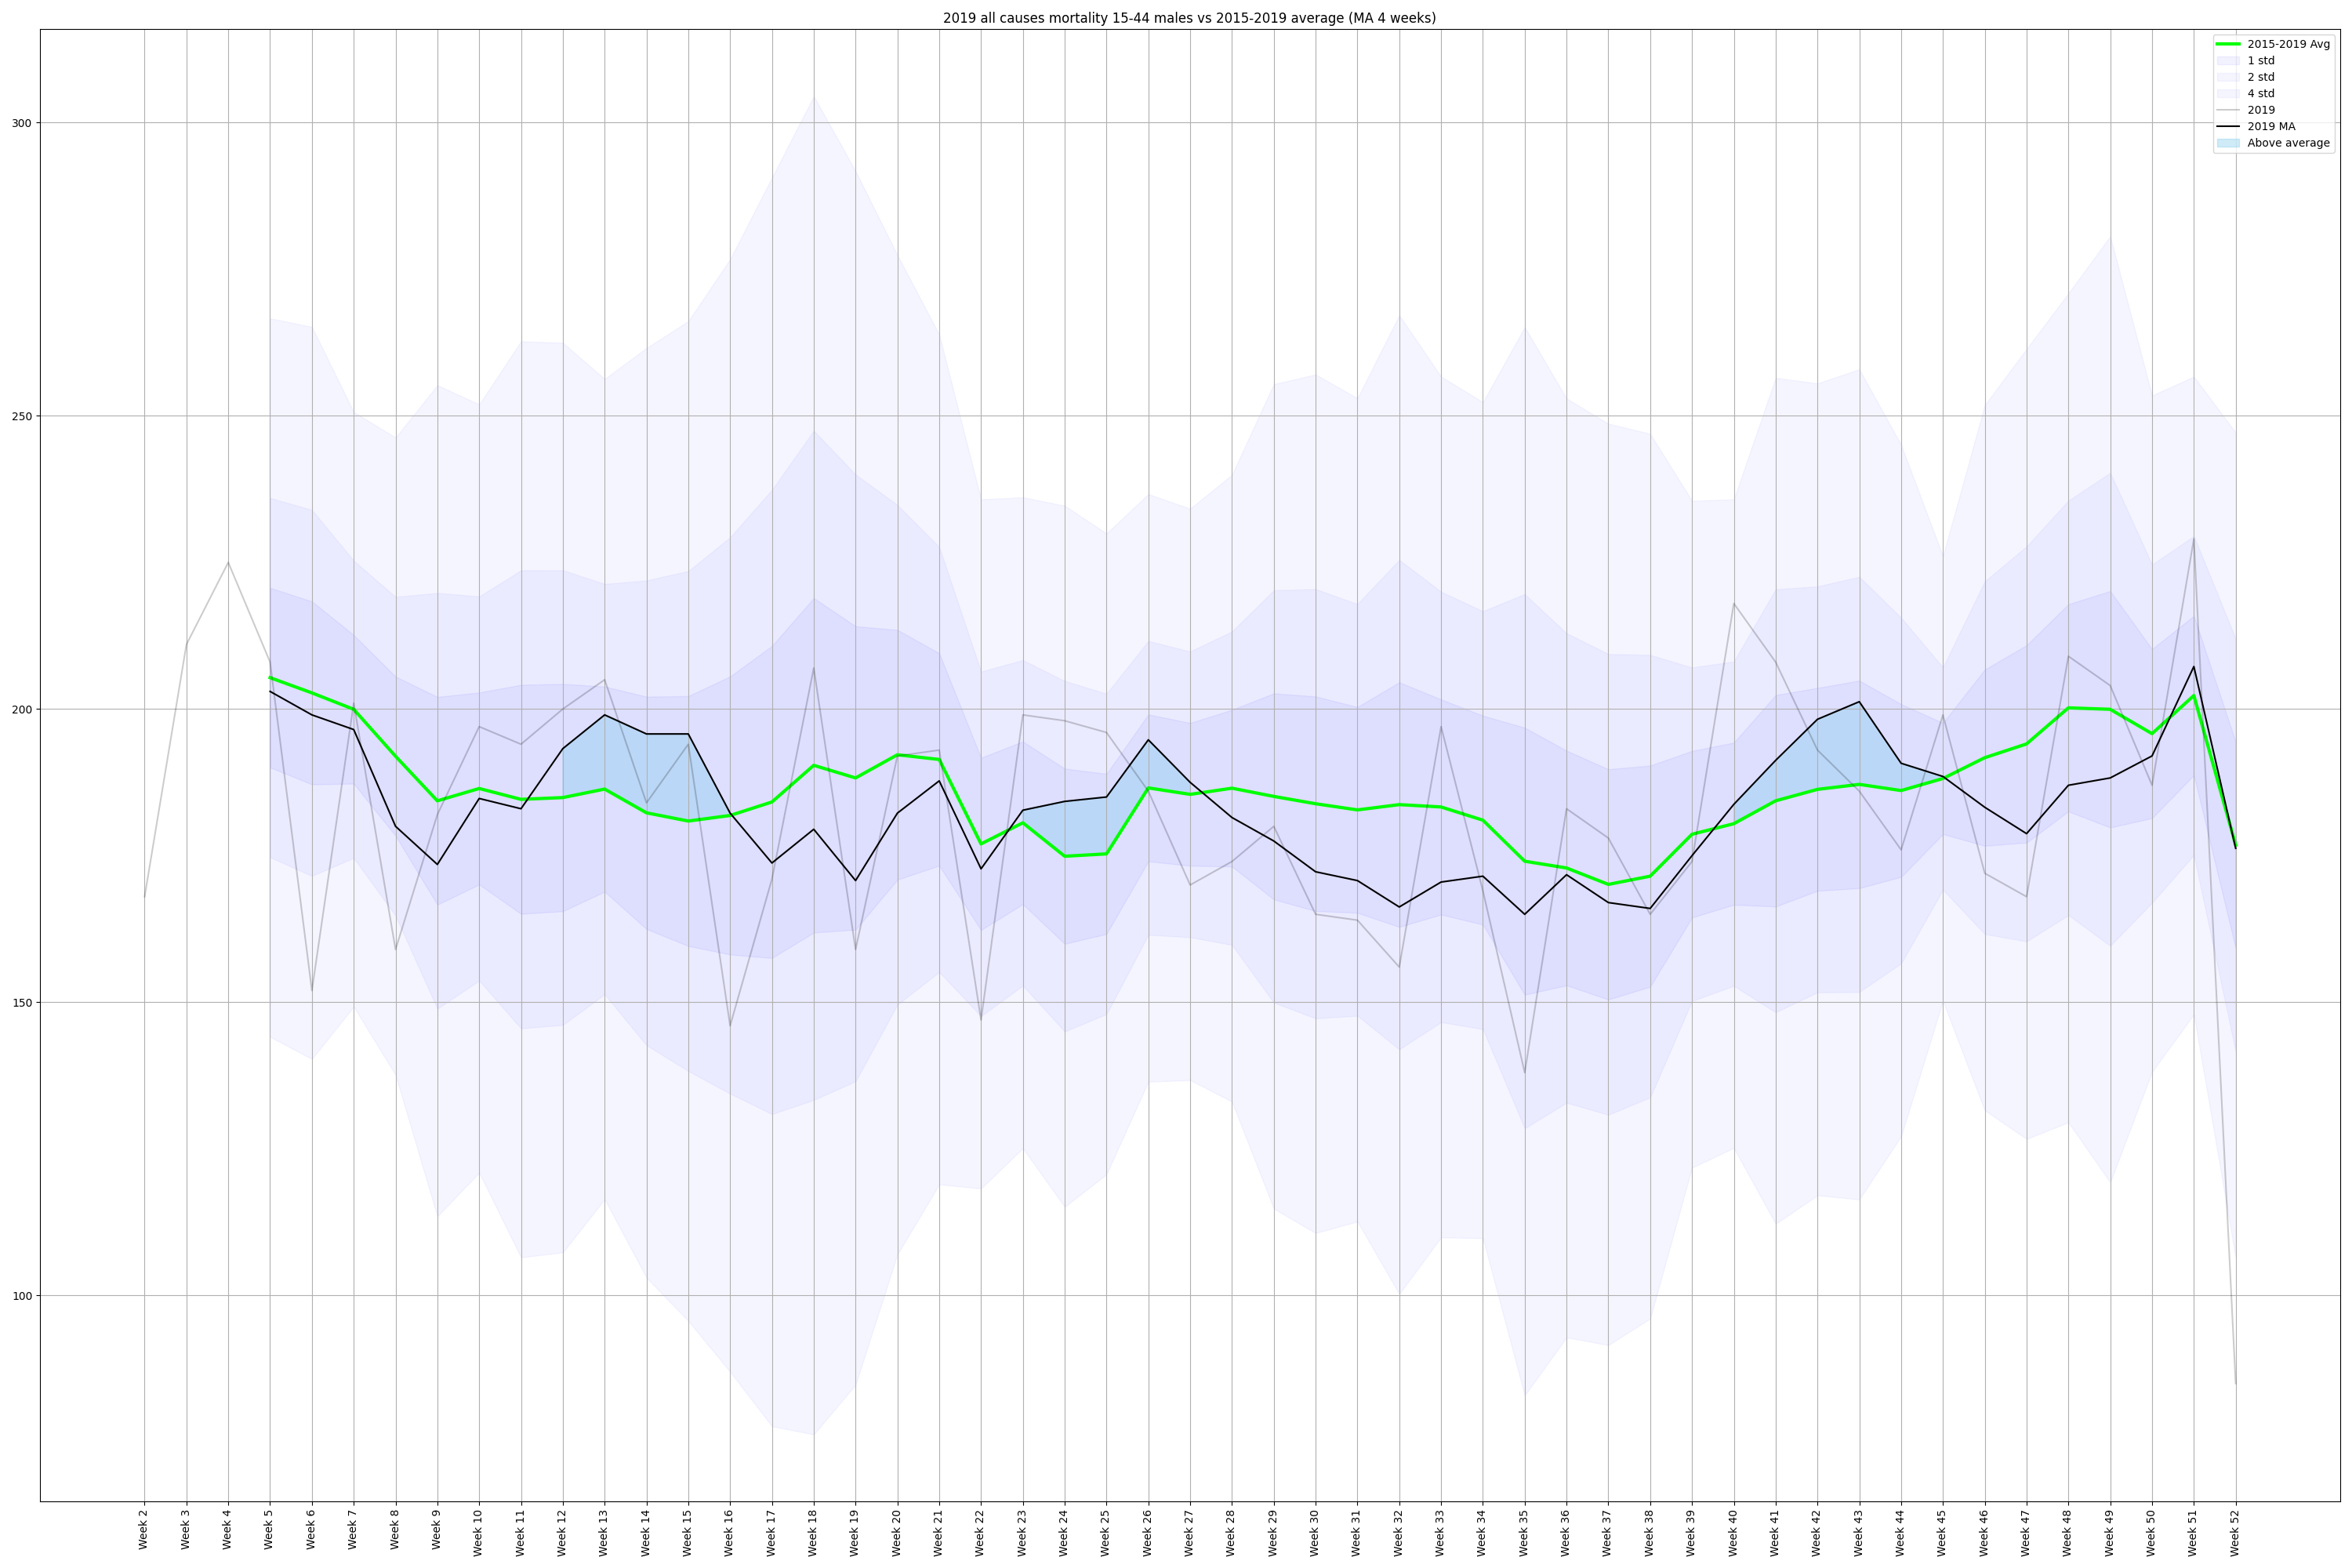 2019 all causes mortality 15-44 males vs 2015-2019 average (MA 4 weeks)
2015-2019 Avg
1 std
2 std
4 std
2019
2019 MA
Above average
300
250
200
150
100
Week 2
Week 3
Week 4
Week 5
Week 6
Week 7
Week 8
Week 9
Week 10
Week 11
Week 12
Week 13
Week 14
Week 15
Week 16
Week 17
Week 18
Week 19
Week 20
Week 21
Week 22
Week 23
Week 24
Week 25
Week 26
Week 27
Week 28
Week 29
Week 30
Week 31
Week 32
Week 33
Week 34
Week 35
Week 36
Week 37
Week 38
Week 39
Week 40
Week 41
Week 42
Week 43
Week 44
Week 45
Week 46
Week 47
Week 48
Week 49
Week 50
Week 51
Week 52